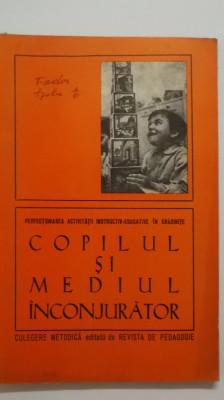 PERFECȚIONAREA ACTIVITĂȚII INSTRUCTIV-EDUCATIVE ÎN GRĂDINIȚE
COPILUL
ȘI
MEDIUL
ÎNCONJURĂTOR
CULEGERE METODICĂ editată de REVISTA DE PEDAGOGIE